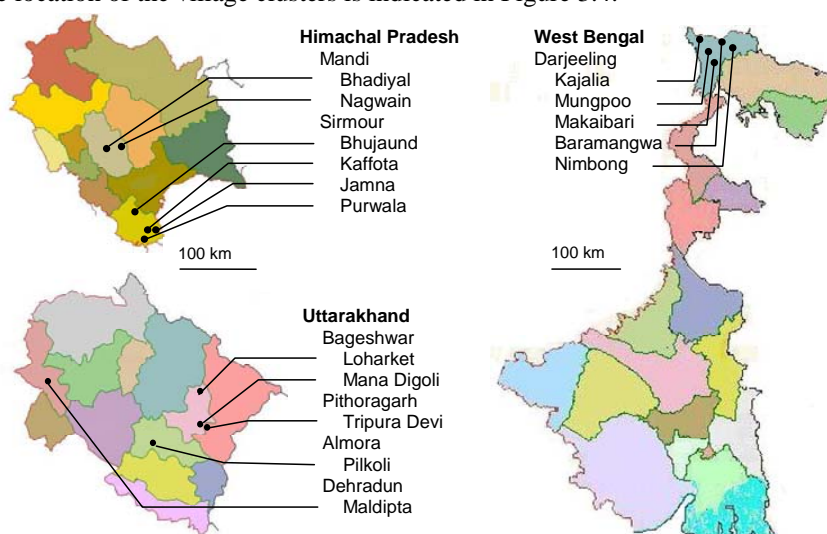 location of the village clusters is indicated in Figure 3.4.
Himachal Pradesh
Mandi
Bhadiyal
Nagwain
Sirmour
Bhujaund
Kaffota
Jamna
Purwala
100 km
West Bengal
Darjeeling
Kajalia
Mungpoo
Makaibari
Baramangwa
Nimbong
100 km
Uttarakhand
Bageshwar
Loharket
Mana Digoli
Pithoragarh
Tripura Devi
Almora
Pilkoli
Dehradun
Maldipta